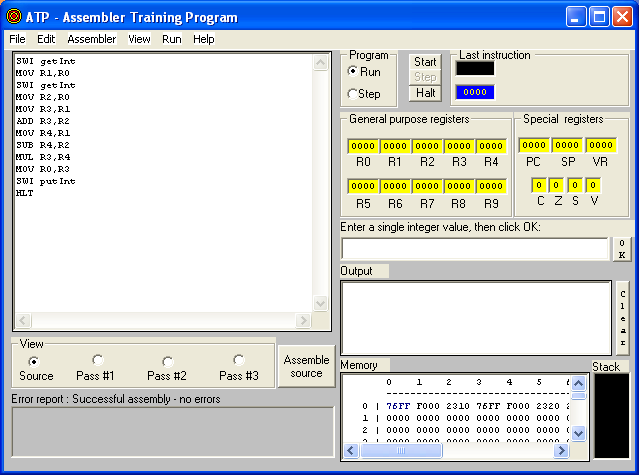 ATP - Assembler Training Program
File Edit Assembler View Run Help
SWI getInt
MOV R1,R0
SWI getInt
MOV R2,R0
MOV R3,R1
ADD R3,R2
MOV R4,R1
SUB R4,R2
MUL R3,R4
MOV R0,R3
SWI putInt
HLT
Program
Run
Step
Start
Step
Halt
Last instruction
0000
General purpose registers
0000 0000 0000 0000 0000
R0 R1 R2 R3 R4
0000 0000 0000 0000 0000
R5 R6 R7 R8 R9
Special registers
0000 0000 0000
PC SP VR
0 0 0 0
C Z S V
Enter a single integer value, then click OK:
OK
Output
Clear
View
Source Pass #1 Pass #2 Pass #3
Assemble source
Error report : Successful assembly - no errors
Memory
0 1 2 3 4 5
0 | 76FF F000 2310 76FF F000 2320
1 | 0000 0000 0000 0000 0000 0000
2 | 0000 0000 0000 0000 0000 0000
Stack